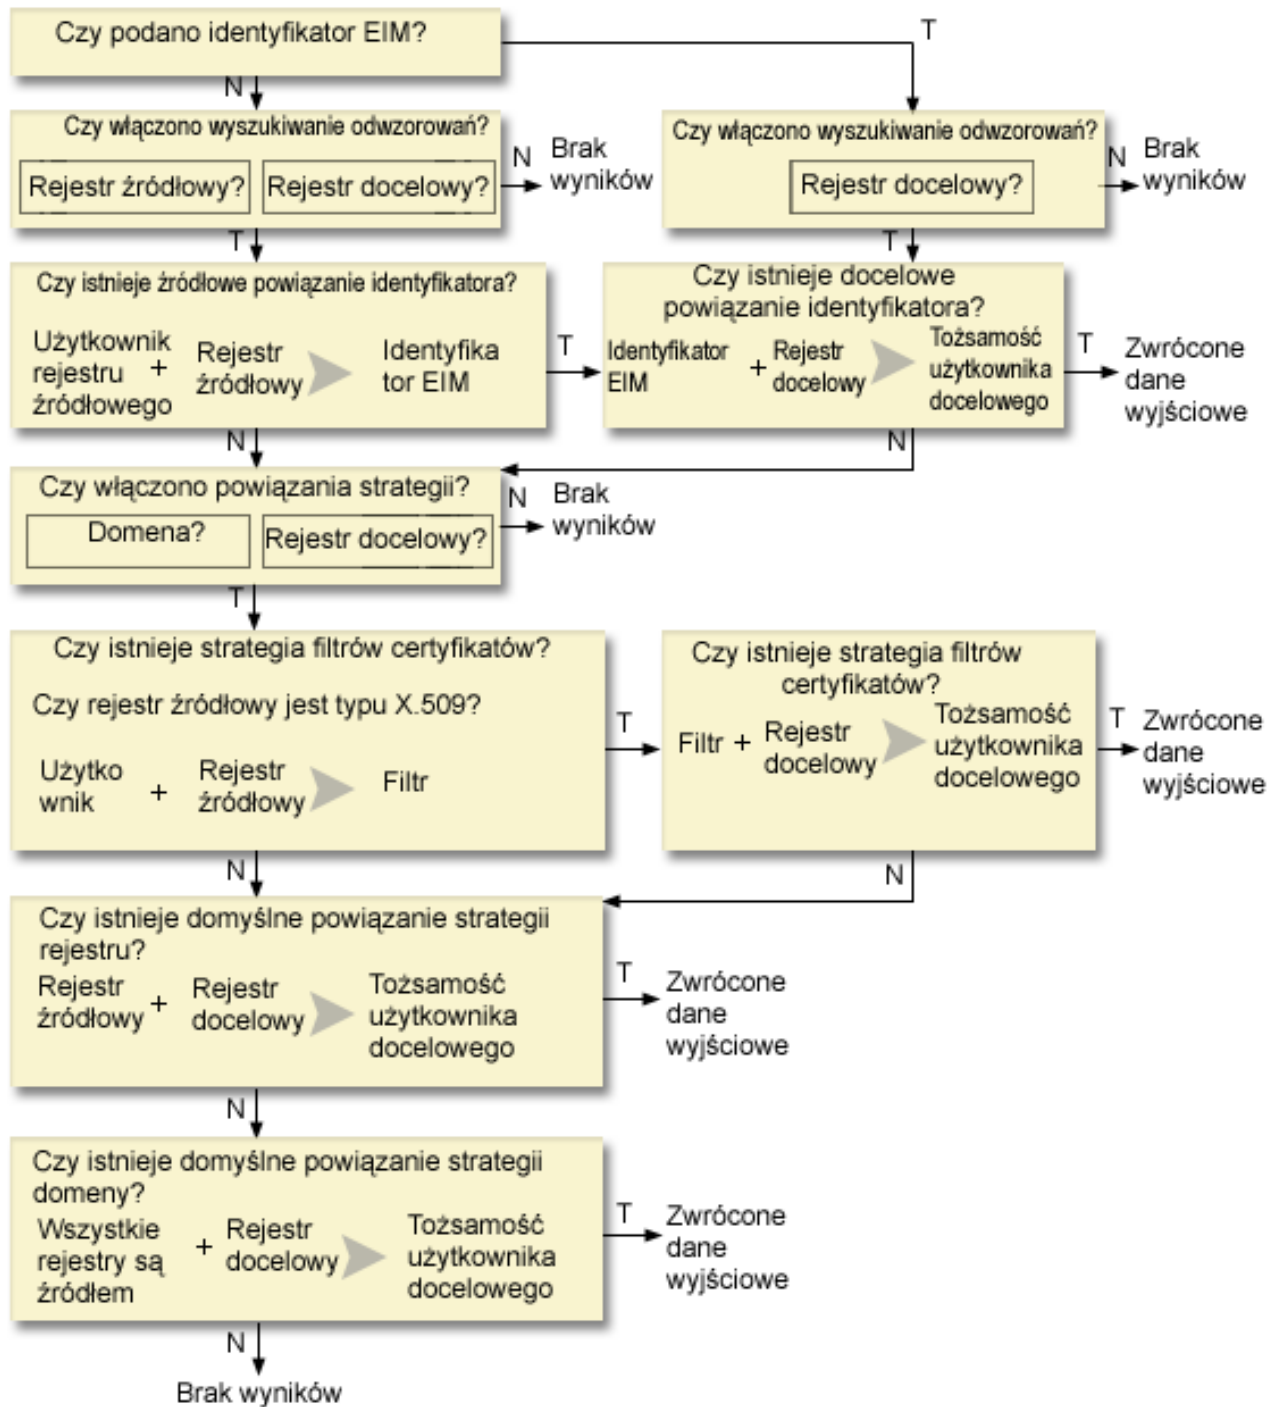 Czy podano identyfikator EIM?
T
N
Czy włączono wyszukiwanie odwzorowań?
Rejestr źródłowy?
Rejestr docelowy?
N
Brak
wyników
Czy włączono wyszukiwanie odwzorowań?
Rejestr docelowy?
N
Brak
wyników
T
T
Czy istnieje źródłowe powiązanie identyfikatora?
Użytkownik
rejestru
źródłowego
+
Rejestr
źródłowy
Identyfika
tor EIM
T
Czy istnieje docelowe
powiązanie identyfikatora?
Identyfikator
EIM
+
Rejestr
docelowy
Tożsamość
użytkownika
docelowego
T
Zwrócone
dane
wyjściowe
N
N
Czy włączono powiązania strategii?
Domena?
Rejestr docelowy?
N
Brak
wyników
T
Czy istnieje strategia filtrów certyfikatów?
Czy rejestr źródłowy jest typu X.509?
Użytko
wnik
+
Rejestr
źródłowy
Filtr
T
Czy istnieje strategia filtrów
certyfikatów?
Filtr
+
Rejestr
docelowy
Tożsamość
użytkownika
docelowego
T
Zwrócone
dane
wyjściowe
N
N
Czy istnieje domyślne powiązanie strategii
rejestru?
Rejestr
źródłowy
+
Rejestr
docelowy
Tożsamość
użytkownika
docelowego
T
Zwrócone
dane
wyjściowe
N
Czy istnieje domyślne powiązanie strategii
domeny?
Wszystkie
rejestry są
źródłem
+
Rejestr
docelowy
Tożsamość
użytkownika
docelowego
T
Zwrócone
dane
wyjściowe
N
Brak wyników